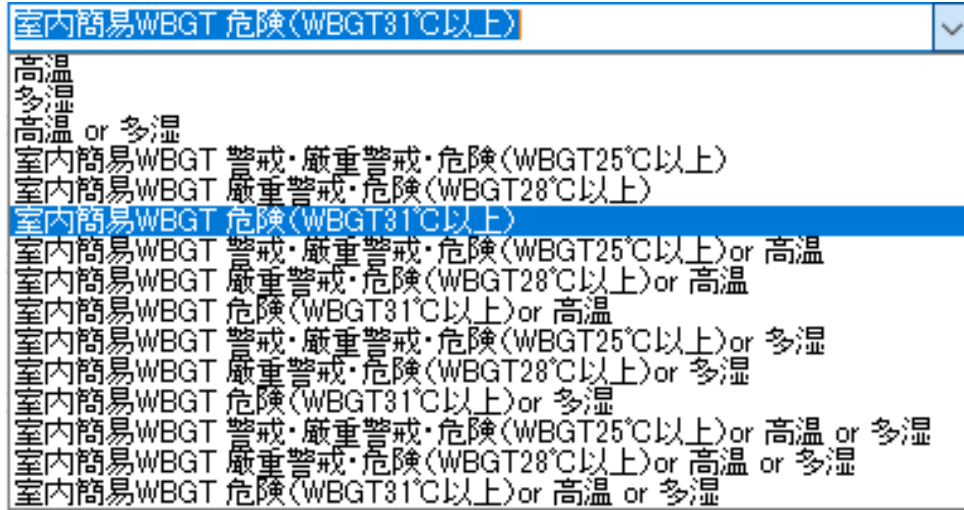 室内簡易WBGT 危険(WBGT31℃以上)
高温
多湿
高温 or 多湿
室内簡易WBGT 警戒・厳重警戒・危険(WBGT25℃以上)
室内簡易WBGT 厳重警戒・危険(WBGT28℃以上)
室内簡易WBGT 危険(WBGT31℃以上)
室内簡易WBGT 警戒・厳重警戒・危険(WBGT25℃以上)or 高温
室内簡易WBGT 厳重警戒・危険(WBGT28℃以上)or 高温
室内簡易WBGT 危険(WBGT31℃以上)or 高温
室内簡易WBGT 警戒・厳重警戒・危険(WBGT25℃以上)or 多湿
室内簡易WBGT 厳重警戒・危険(WBGT28℃以上)or 多湿
室内簡易WBGT 危険(WBGT31℃以上)or 多湿
室内簡易WBGT 警戒・厳重警戒・危険(WBGT25℃以上)or 高温 or 多湿
室内簡易WBGT 厳重警戒・危険(WBGT28℃以上)or 高温 or 多湿
室内簡易WBGT 危険(WBGT31℃以上)or 高温 or 多湿